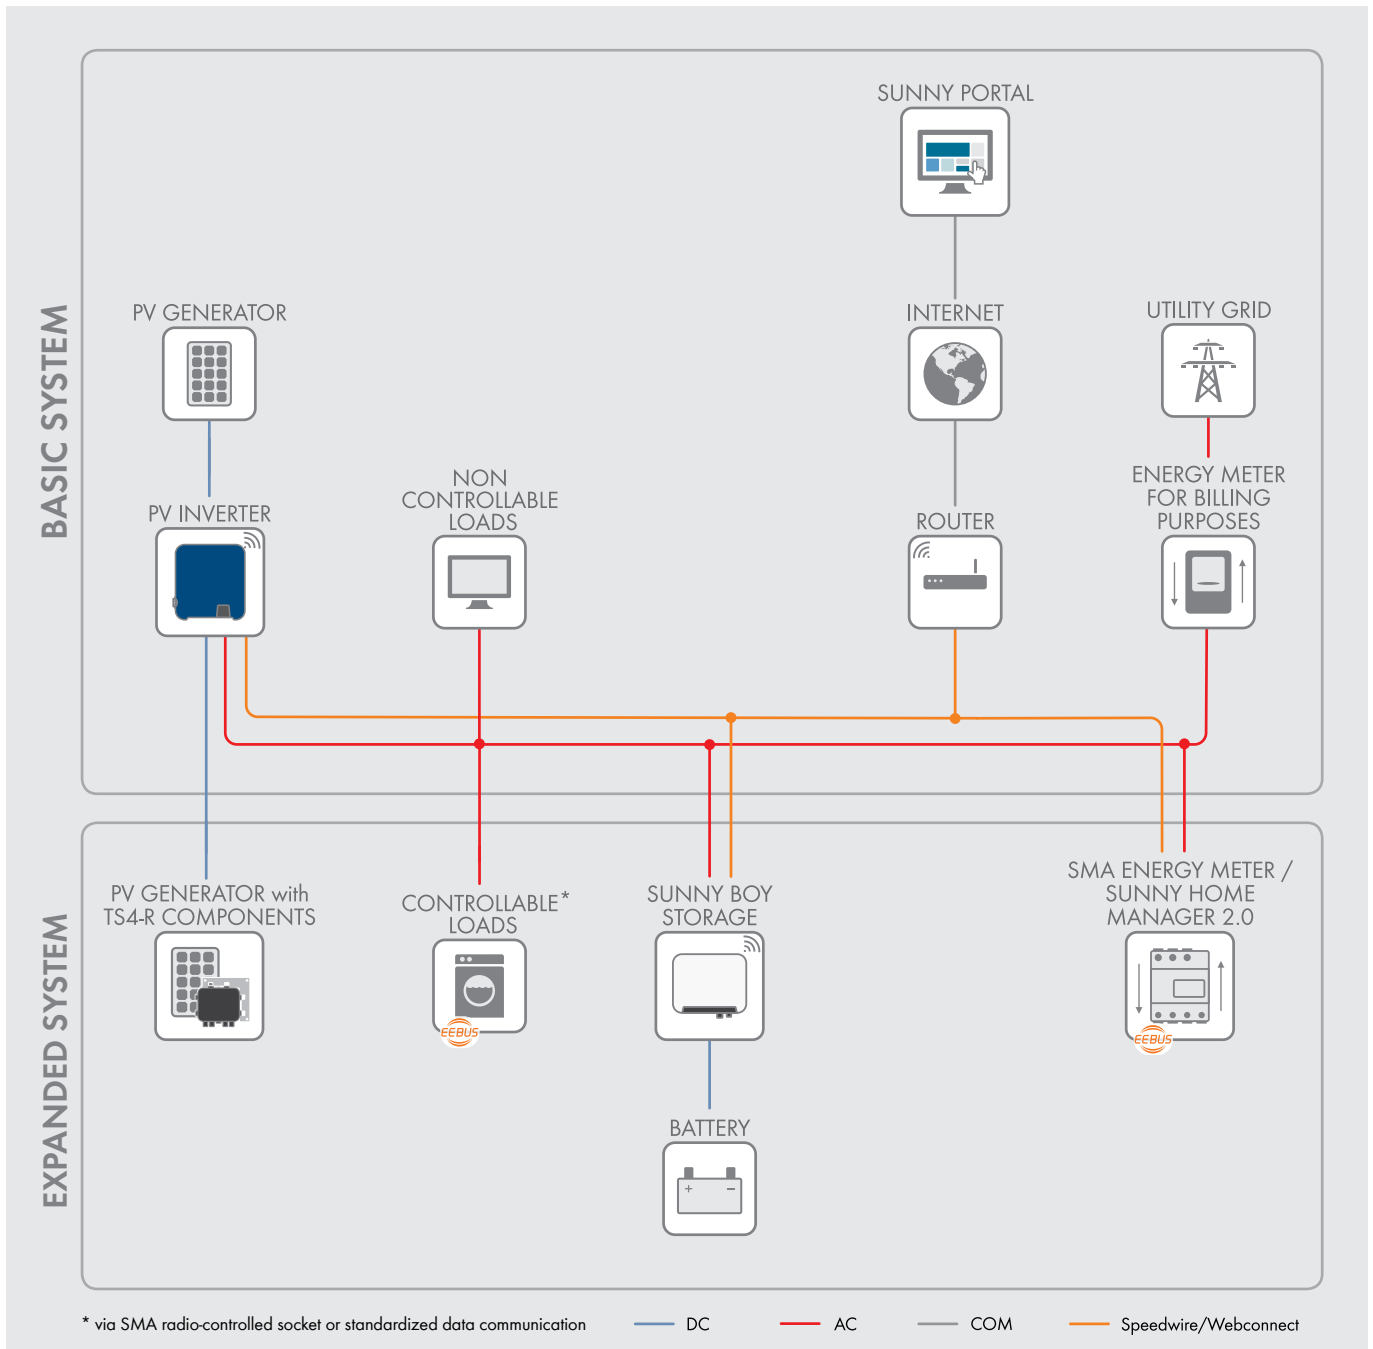 BASIC SYSTEM
SUNNY PORTAL
PV GENERATOR
INTERNET
UTILITY GRID
PV INVERTER
NON
CONTROLLABLE
LOADS
ROUTER
ENERGY METER
FOR BILLING
PURPOSES
EXPANDED SYSTEM
PV GENERATOR with
TS4-R COMPONENTS
CONTROLLABLE*
LOADS
EEBUS
SUNNY BOY
STORAGE
SMA ENERGY METER /
SUNNY HOME
MANAGER 2.0
EEBUS
BATTERY
+ −
* via SMA radio-controlled socket or standardized data communication
DC
AC
COM
Speedwire/Webconnect